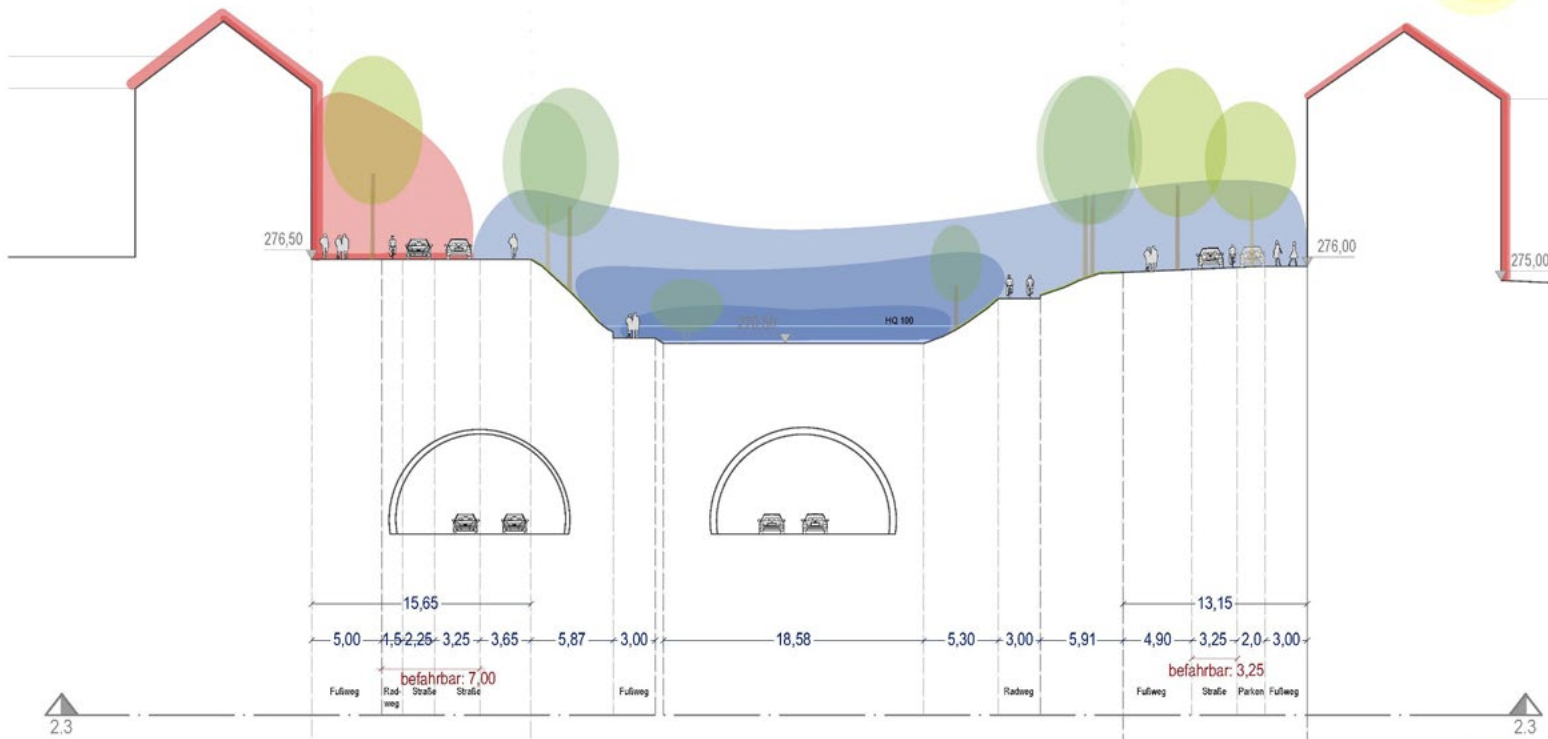 276,50
276,00
275,00
HQ 100
15,65
13,15
5,00 1,5 2,25 3,25 3,65 5,87 3,00 18,58 5,30 3,00 5,91 4,90 3,25 2,0 3,00
befahrbar: 7,00
befahrbar: 3,25
Fußweg Rad- Straße Straße Fußweg Radweg Fußweg Straße Parken Fußweg
weg
2.3 2.3